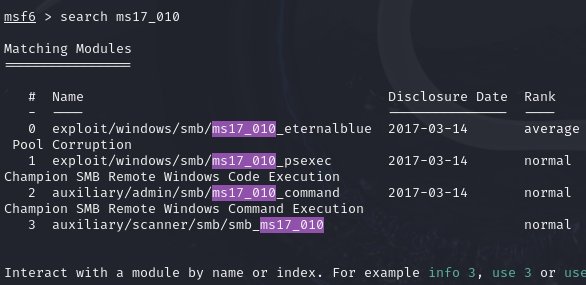 msf6 > search ms17_010
Matching Modules
================
# Name Disclosure Date Rank
- ---- --------------- ----
0 exploit/windows/smb/ms17_010_eternalblue 2017-03-14 average
Pool Corruption
1 exploit/windows/smb/ms17_010_psexec 2017-03-14 normal
Champion SMB Remote Windows Code Execution
2 auxiliary/admin/smb/ms17_010_command 2017-03-14 normal
Champion SMB Remote Windows Command Execution
3 auxiliary/scanner/smb/smb_ms17_010 normal
Interact with a module by name or index. For example info 3, use 3 or use